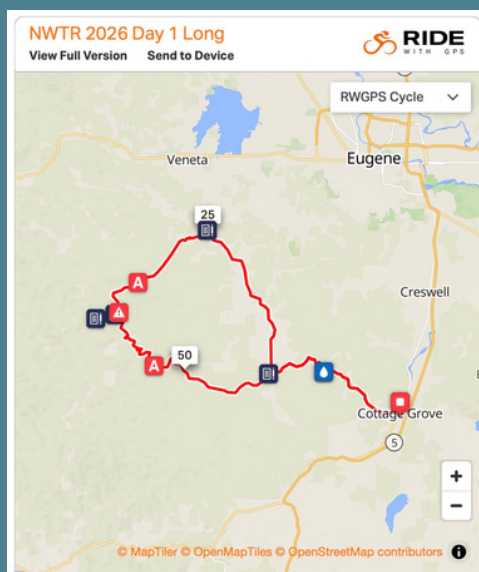 NWTR 2026 Day 1 Long
View Full Version Send to Device
RIDE
WITH GPS
RWGPS Cycle
Veneta
Eugene
25
A
Creswell
A
50
Cottage Grove
5
+
−
© MapTiler © OpenMapTiles © OpenStreetMap contributors